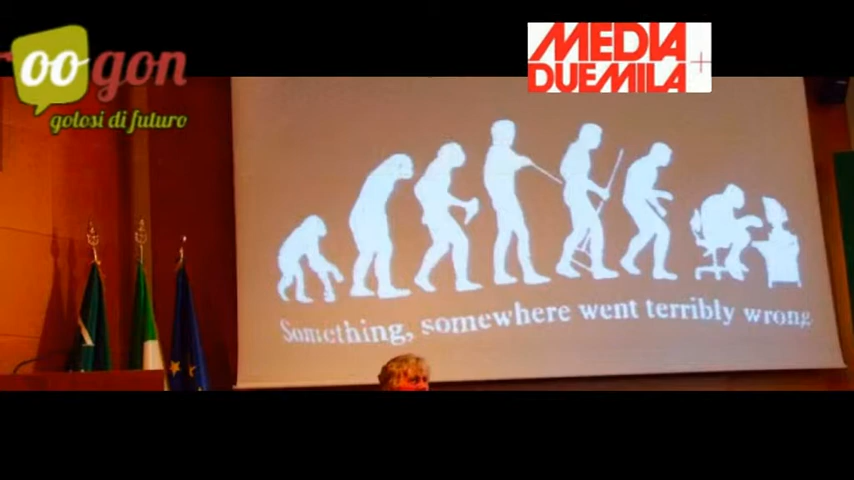 oogon
golosi di futuro
MEDIA
DUEMILA+
Something, somewhere went terribly wrong